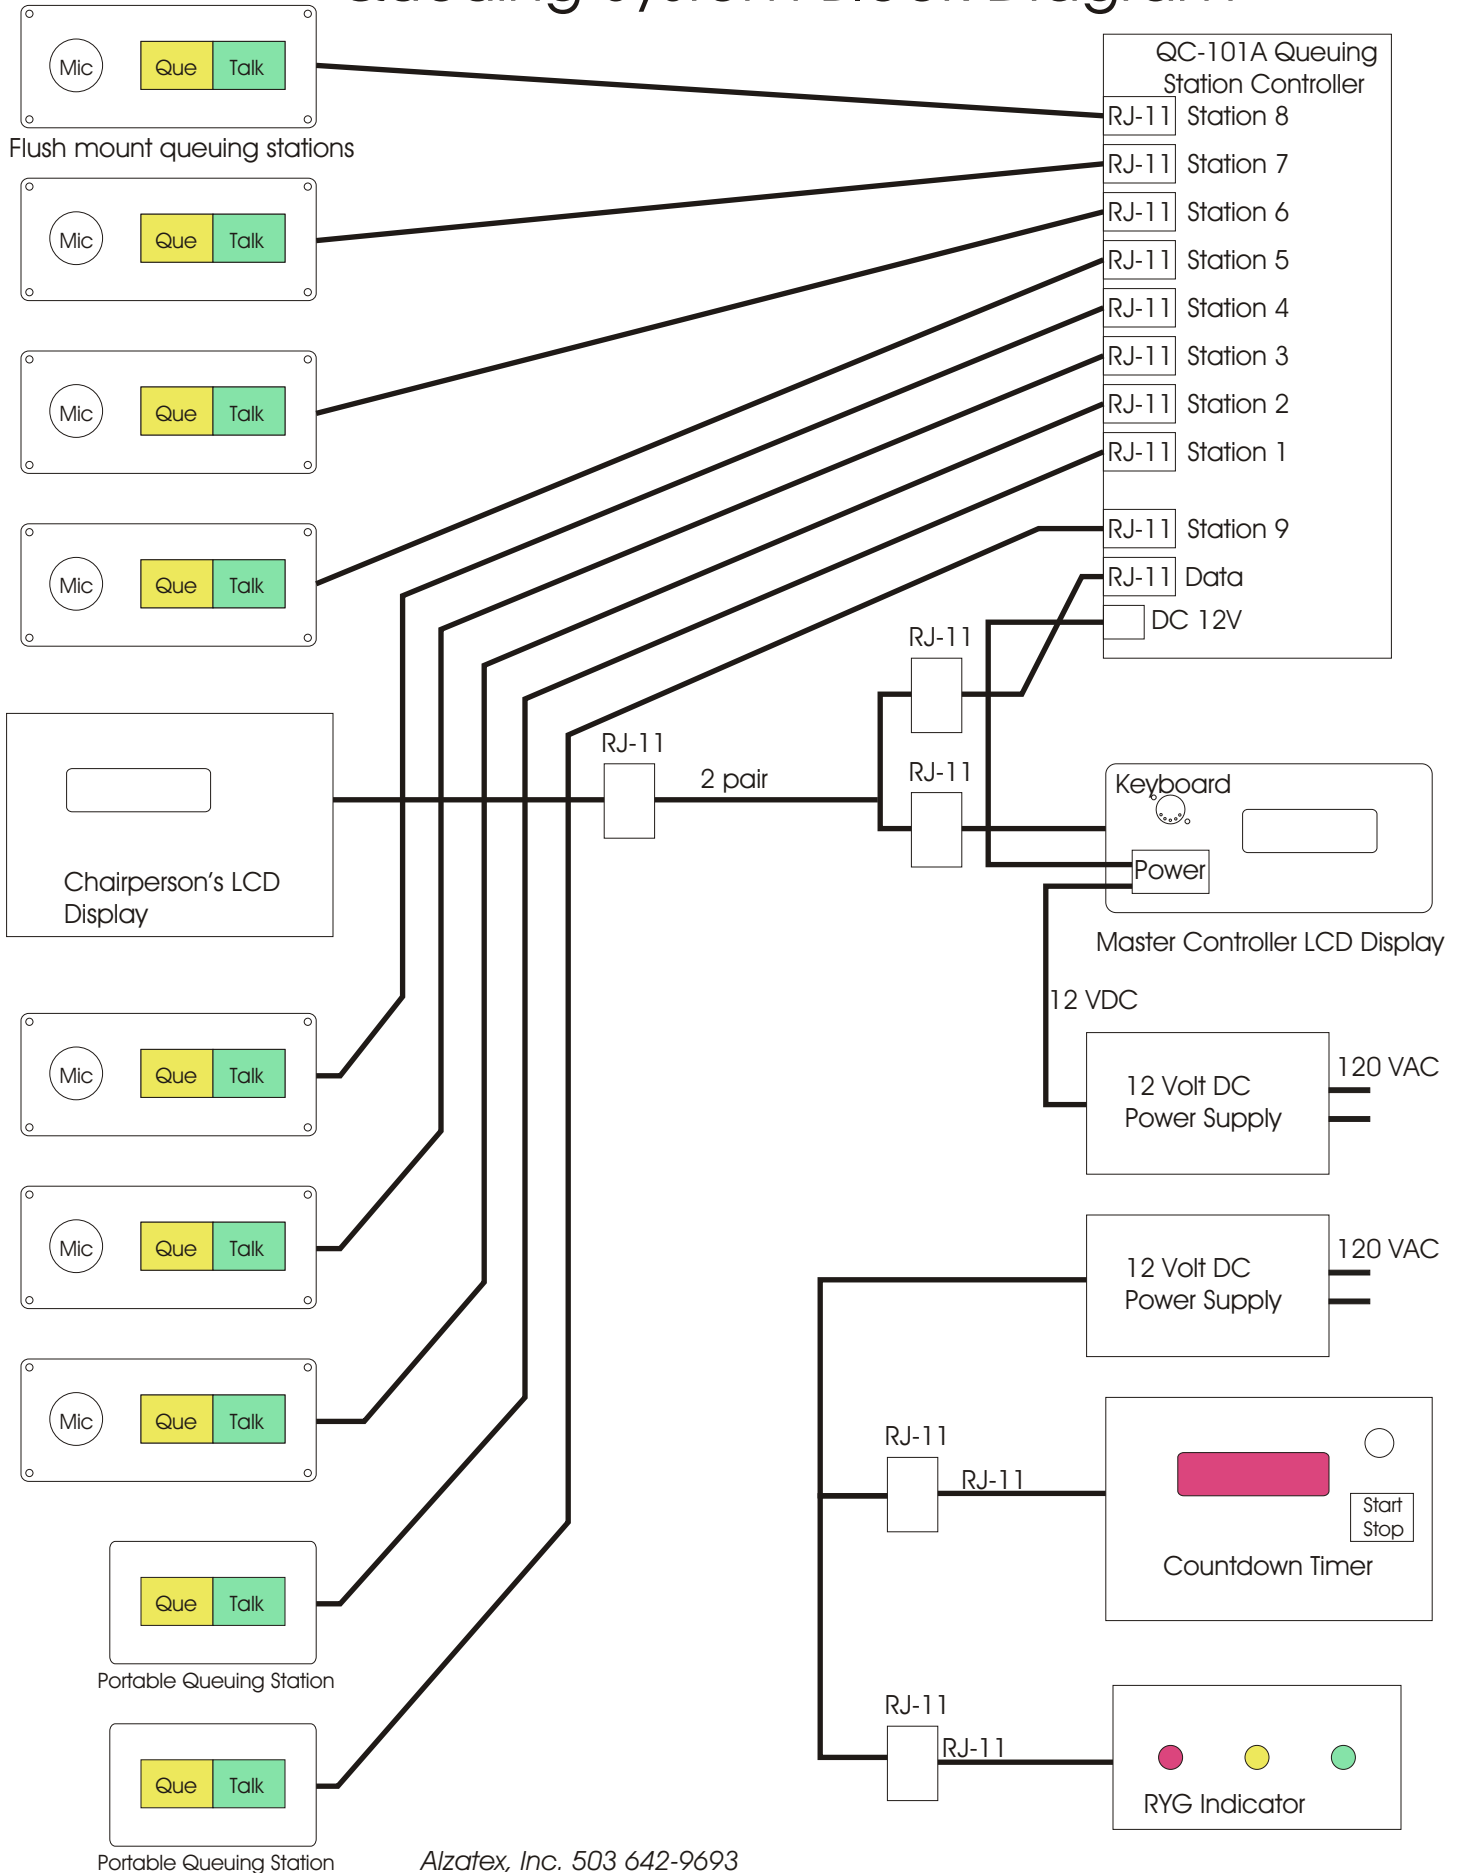 Queuing System Block Diagram
Mic Que Talk
Flush mount queuing stations
Mic Que Talk
Mic Que Talk
Mic Que Talk
QC-101A Queuing
Station Controller
RJ-11 Station 8
RJ-11 Station 7
RJ-11 Station 6
RJ-11 Station 5
RJ-11 Station 4
RJ-11 Station 3
RJ-11 Station 2
RJ-11 Station 1
RJ-11 Station 9
RJ-11 Data
DC 12V
RJ-11
RJ-11
2 pair
RJ-11
Chairperson's LCD
Display
Keyboard
Power
Master Controller LCD Display
12 VDC
12 Volt DC
Power Supply
120 VAC
Mic Que Talk
Mic Que Talk
Mic Que Talk
12 Volt DC
Power Supply
120 VAC
RJ-11
RJ-11
Start
Stop
Countdown Timer
Que Talk
Portable Queuing Station
RJ-11
RJ-11
RYG Indicator
Que Talk
Portable Queuing Station
Alzatex, Inc. 503 642-9693